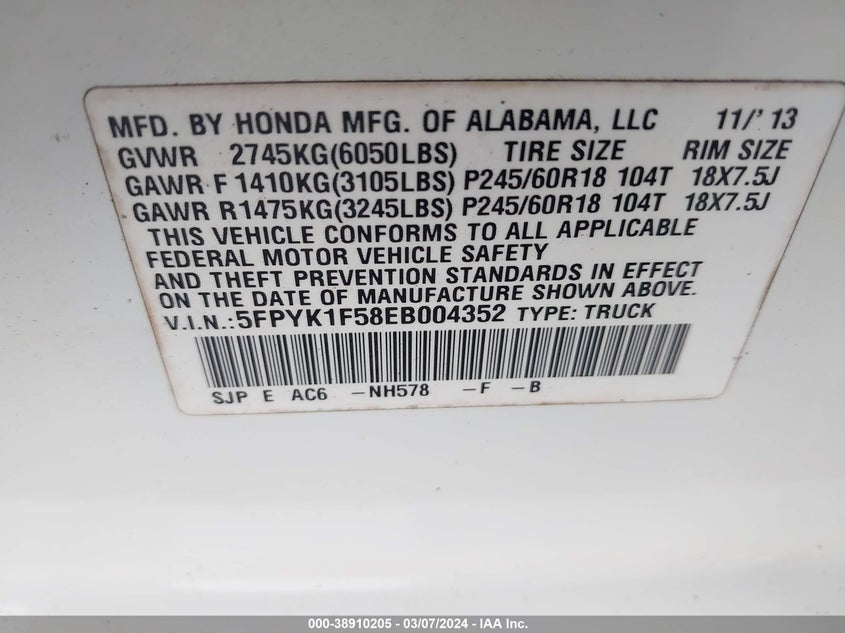 MFD. BY HONDA MFG. OF ALABAMA, LLC 11/' 13
GVWR 2745KG(6050LBS) TIRE SIZE RIM SIZE
GAWR F 1410KG(3105LBS) P245/60R18 104T 18X7.5J
GAWR R1475KG(3245LBS) P245/60R18 104T 18X7.5J
THIS VEHICLE CONFORMS TO ALL APPLICABLE
FEDERAL MOTOR VEHICLE SAFETY
AND THEFT PREVENTION STANDARDS IN EFFECT
ON THE DATE OF MANUFACTURE SHOWN ABOVE.
V.I.N.:5FPYK1F58EB004352 TYPE: TRUCK
SJP E AC6 -NH578 -F -B
000-38910205 - 03/07/2024 - IAA Inc.